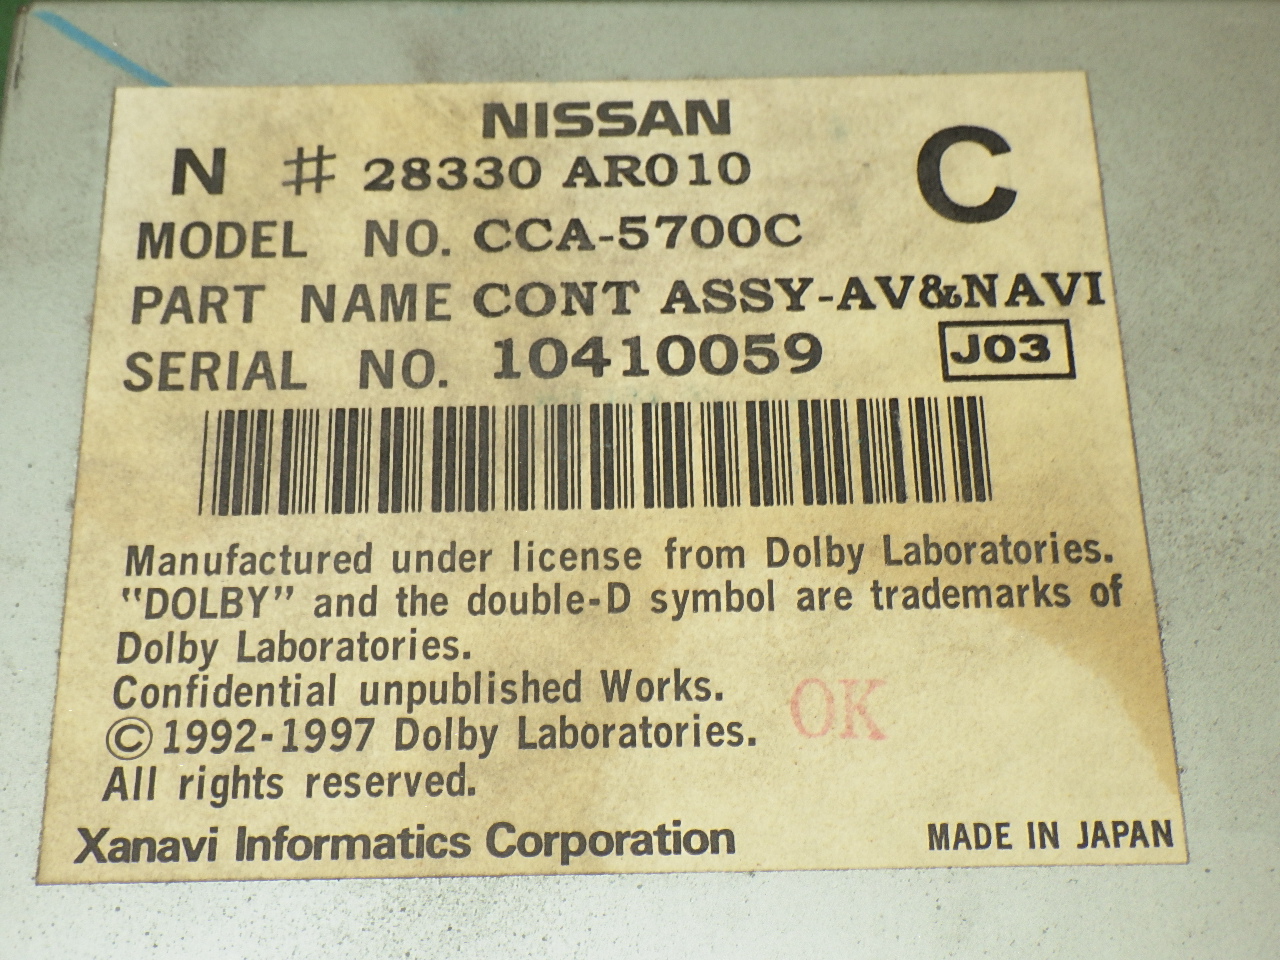 NISSAN
N # 28330 AR010
C
MODEL NO. CCA-5700C
PART NAME CONT ASSY-AV&NAVI
SERIAL NO. 10410059
J03
Manufactured under license from Dolby Laboratories.
"DOLBY" and the double-D symbol are trademarks of
Dolby Laboratories.
Confidential unpublished Works.
©1992-1997 Dolby Laboratories.
OK
All rights reserved.
Xanavi Informatics Corporation
MADE IN JAPAN